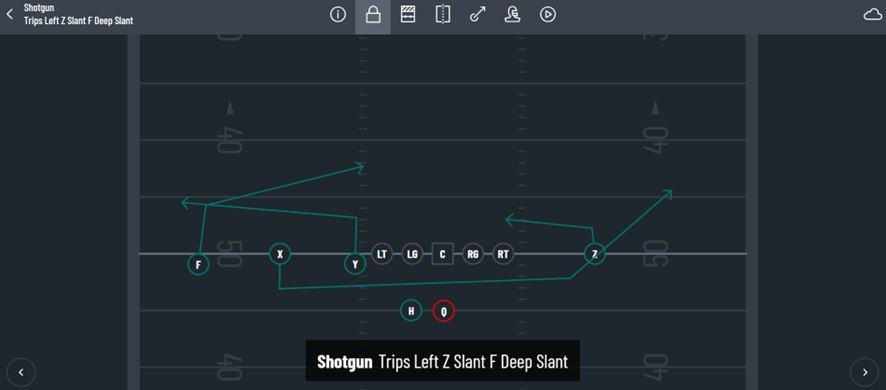 Shotgun
Trips Left Z Slant F Deep Slant
40
40
50
50
F
X
Y
LT
LG
C
RG
RT
Z
H
Q
40
40
Shotgun Trips Left Z Slant F Deep Slant